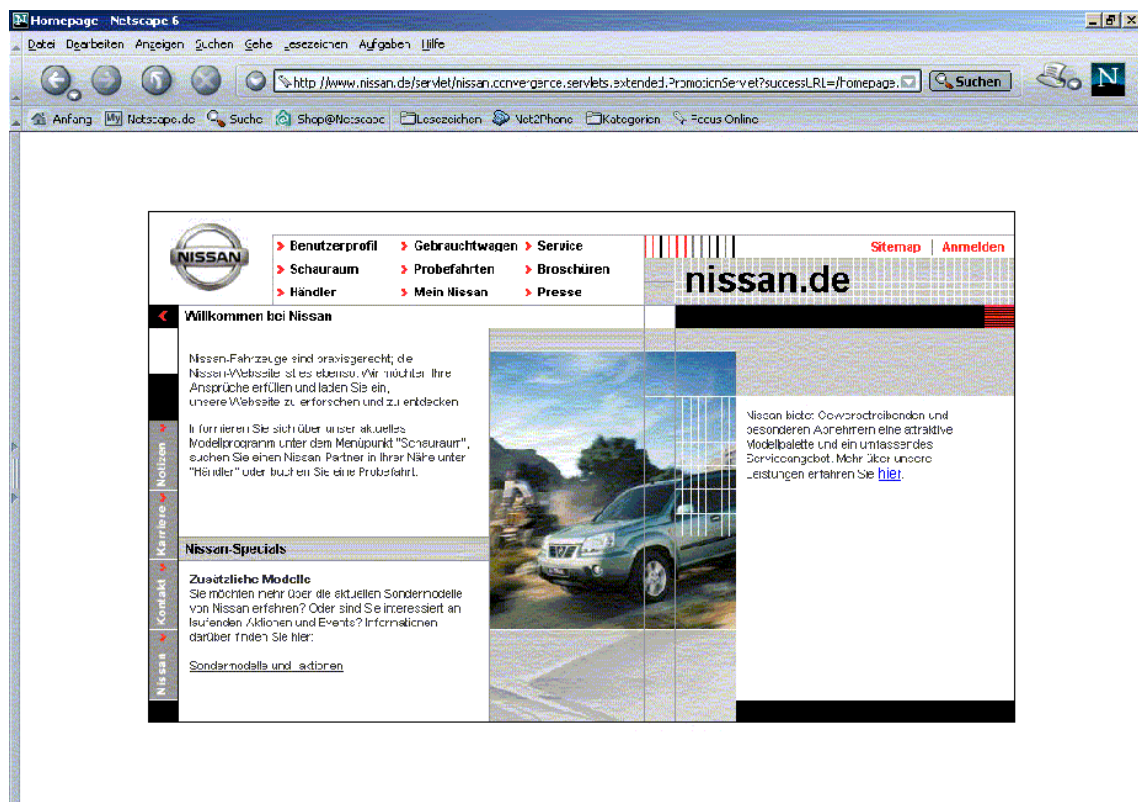 Homepage - Netscape 6
Datei Bearbeiten Anzeigen Suchen Gehe Lesezeichen Aufgaben Hilfe
http://www.nissan.de/servlet/nissan.convergence.servlets.extended.PromotionServlet?successURL=/homepage.
Suchen
N
Anfang My Netscape.de Suche Shop@Netscape Lesezeichen Net2Phone Kategorien Focus Online
NISSAN
Benutzerprofil Gebrauchtwagen Service
Schauraum Probefahrten Broschüren
Händler Mein Nissan Presse
Sitemap | Anmelden
nissan.de
Willkommen bei Nissan
Nissan-Fahrzeuge sind praxisgerecht; die
Nissan-Webseite ist es ebenso. Wir möchten Ihre
Ansprüche erfüllen und laden Sie ein,
unsere Webseite zu erforschen und zu entdecken
Informieren Sie sich über unser aktuelles
Modellprogramm unter dem Menüpunkt "Schauraum",
suchen Sie einen Nissan Partner in Ihrer Nähe unter
"Händler" oder buchen Sie eine Probefahrt.
Nissan bietet Gewerbetreibenden und
besonderen Abnehmern eine attraktive
Modellpalette und ein umfassendes
Serviceangebot. Mehr über unsere
Leistungen erfahren Sie hier.
Notizen
Karriere
Kontakt
Nissan
Nissan-Specials
Zusätzliche Modelle
Sie möchten mehr über die aktuellen Sondermodelle
von Nissan erfahren? Oder sind Sie interessiert an
laufenden Aktionen und Events? Informationen
darüber finden Sie hier:
Sondermodelle und